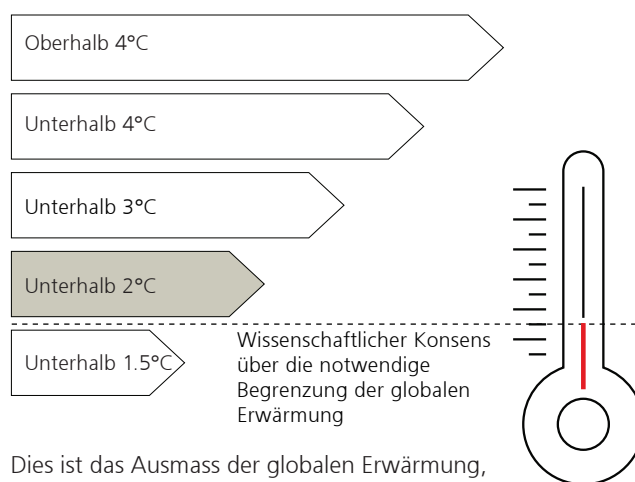 Oberhalb 4°C
Unterhalb 4°C
Unterhalb 3°C
Unterhalb 2°C
Unterhalb 1.5°C
Wissenschaftlicher Konsens
über die notwendige
Begrenzung der globalen
Erwärmung
Dies ist das Ausmass der globalen Erwärmung,